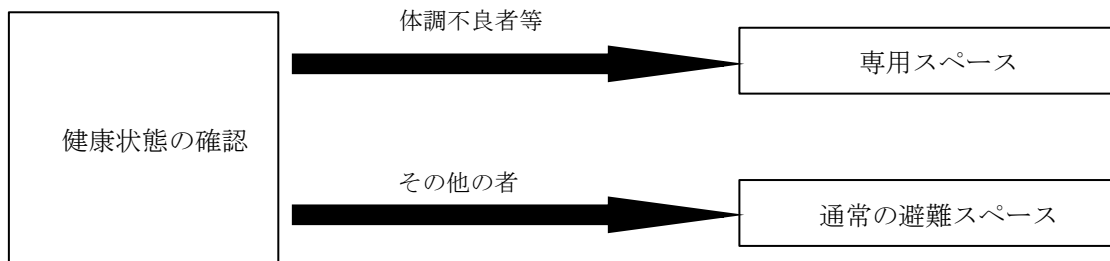 体調不良者等
専用スペース
健康状態の確認
その他の者
通常の避難スペース